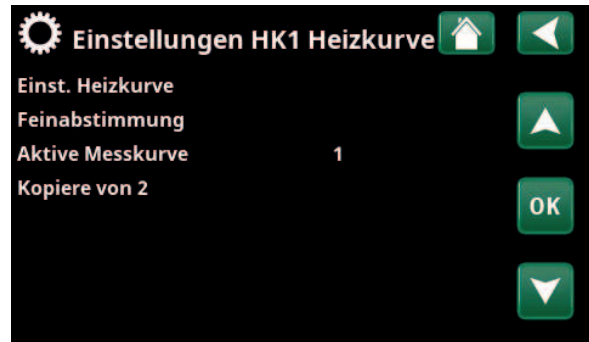 Einstellungen HK1 Heizkurve
Einst. Heizkurve
Feinabstimmung
Aktive Messkurve 1
Kopiere von 2
OK